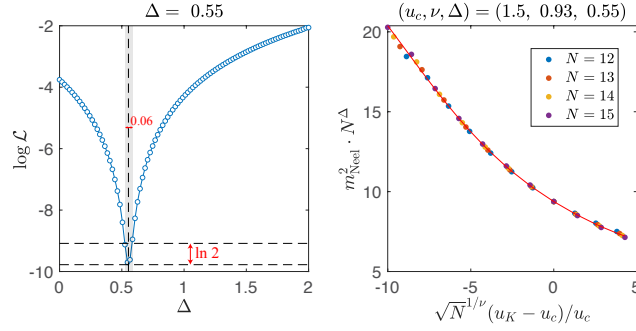 Δ = 0.55
-2
-4
-6
-8
-10
log ℒ
0.06
ln 2
0
0.5
1
1.5
2
Δ
(u_c, ν, Δ) = (1.5, 0.93, 0.55)
20
15
10
5
m²_Neel · N^Δ
N = 12
N = 13
N = 14
N = 15
-10
-5
0
5
√N^{1/ν}(u_K − u_c)/u_c